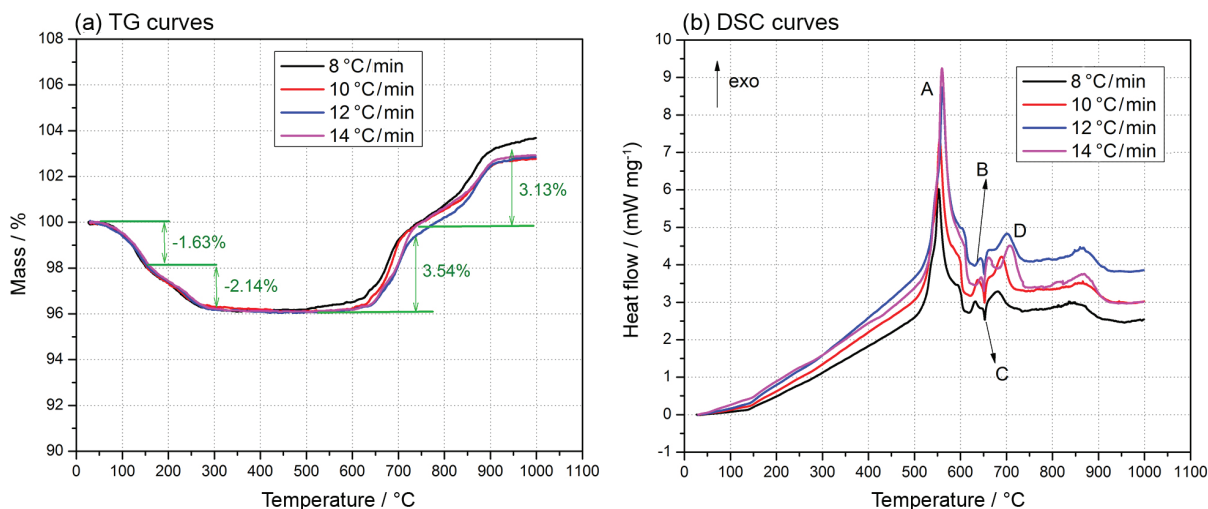 (a) TG curves
108
106
104
102
100
98
96
94
92
90
Mass / %
8 °C/min
10 °C/min
12 °C/min
14 °C/min
-1.63%
-2.14%
3.54%
3.13%
0 100 200 300 400 500 600 700 800 900 1000 1100
Temperature / °C
(b) DSC curves
10
9
8
7
6
5
4
3
2
1
0
-1
Heat flow / (mW mg⁻¹)
exo
8 °C/min
10 °C/min
12 °C/min
14 °C/min
A
B
C
D
0 100 200 300 400 500 600 700 800 900 1000 1100
Temperature / °C